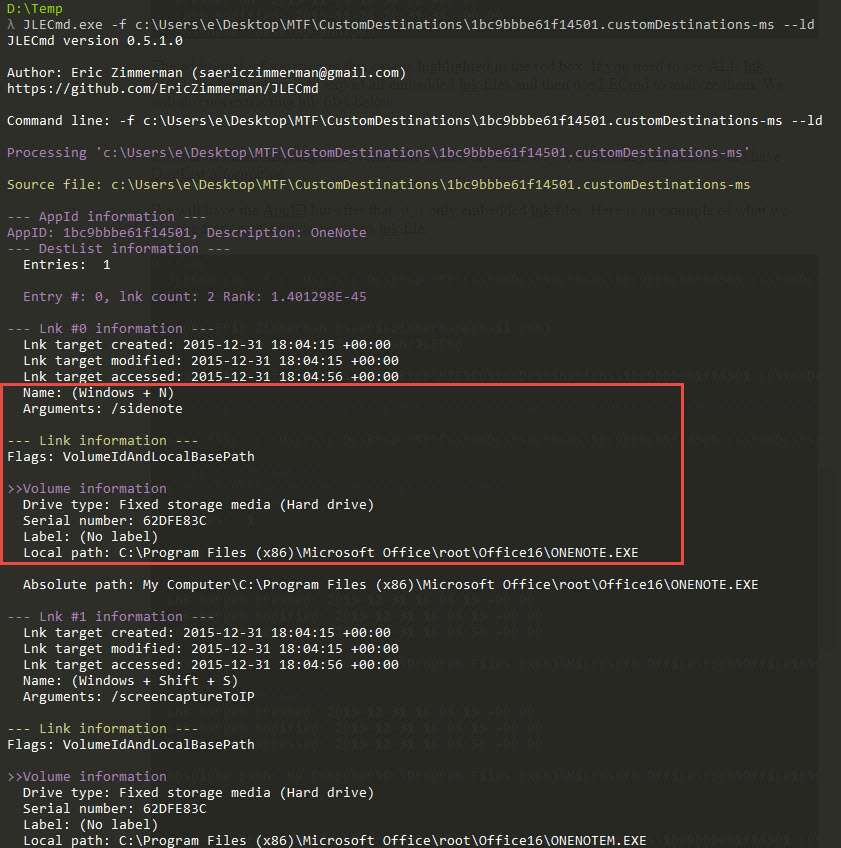 D:\Temp
λ JLECmd.exe -f c:\Users\e\Desktop\MTF\CustomDestinations\1bc9bbbe61f14501.customDestinations-ms --ld
JLECmd version 0.5.1.0
Author: Eric Zimmerman (saericzimmerman@gmail.com)
https://github.com/EricZimmerman/JLECmd
Command line: -f c:\Users\e\Desktop\MTF\CustomDestinations\1bc9bbbe61f14501.customDestinations-ms --ld
Processing 'c:\Users\e\Desktop\MTF\CustomDestinations\1bc9bbbe61f14501.customDestinations-ms'
Source file: c:\Users\e\Desktop\MTF\CustomDestinations\1bc9bbbe61f14501.customDestinations-ms
--- AppId information ---
AppID: 1bc9bbbe61f14501, Description: OneNote
--- DestList information ---
Entries:  1
Entry #: 0, lnk count: 2 Rank: 1.401298E-45
--- Lnk #0 information ---
Lnk target created: 2015-12-31 18:04:15 +00:00
Lnk target modified: 2015-12-31 18:04:15 +00:00
Lnk target accessed: 2015-12-31 18:04:56 +00:00
Name: (Windows + N)
Arguments: /sidenote
--- Link information ---
Flags: VolumeIdAndLocalBasePath
>>Volume information
Drive type: Fixed storage media (Hard drive)
Serial number: 62DFE83C
Label: (No label)
Local path: C:\Program Files (x86)\Microsoft Office\root\Office16\ONENOTE.EXE
Absolute path: My Computer\C:\Program Files (x86)\Microsoft Office\root\Office16\ONENOTE.EXE
--- Lnk #1 information ---
Lnk target created: 2015-12-31 18:04:15 +00:00
Lnk target modified: 2015-12-31 18:04:15 +00:00
Lnk target accessed: 2015-12-31 18:04:56 +00:00
Name: (Windows + Shift + S)
Arguments: /screencaptureToIP
--- Link information ---
Flags: VolumeIdAndLocalBasePath
>>Volume information
Drive type: Fixed storage media (Hard drive)
Serial number: 62DFE83C
Label: (No label)
Local path: C:\Program Files (x86)\Microsoft Office\root\Office16\ONENOTEM.EXE